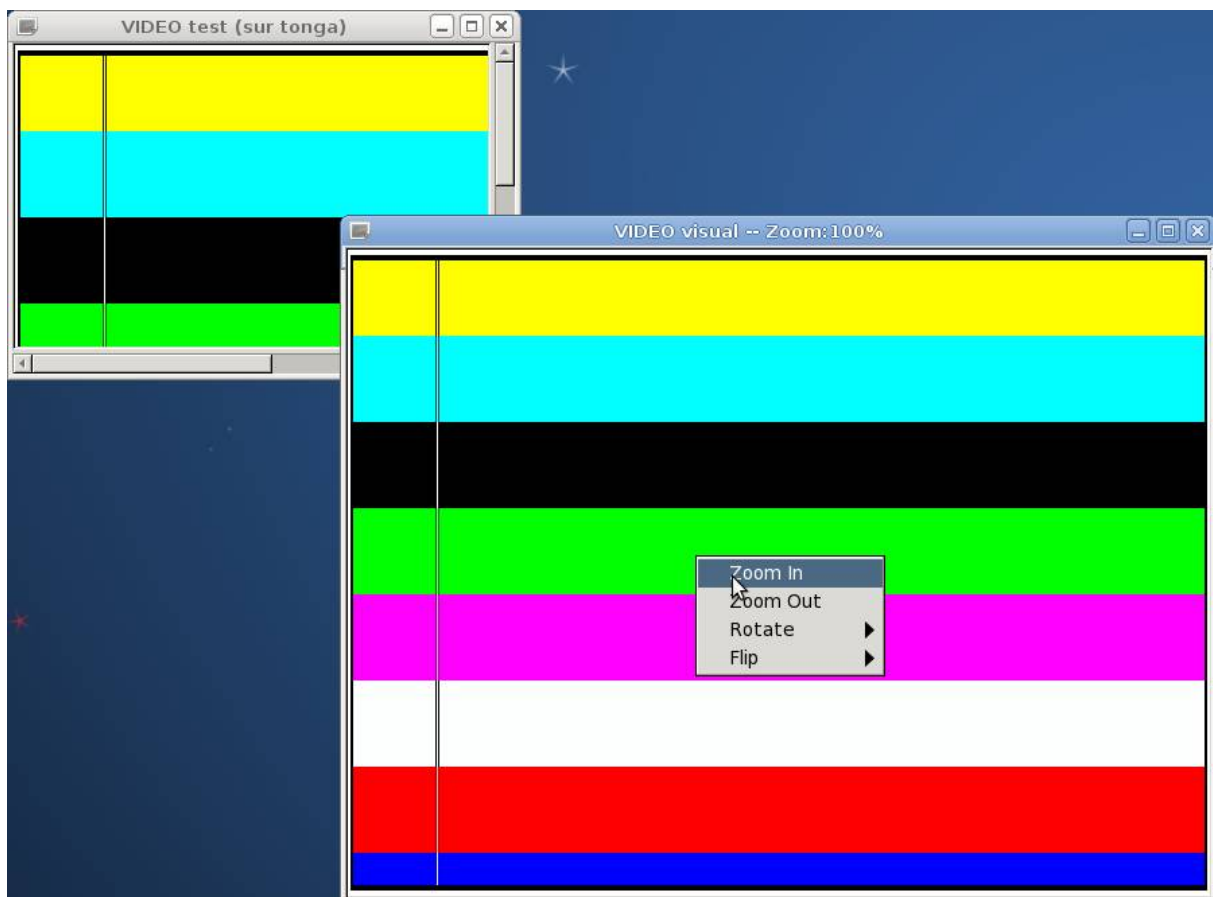 VIDEO test (sur tonga)
VIDEO visual -- Zoom:100%
Zoom In
Zoom Out
Rotate
Flip